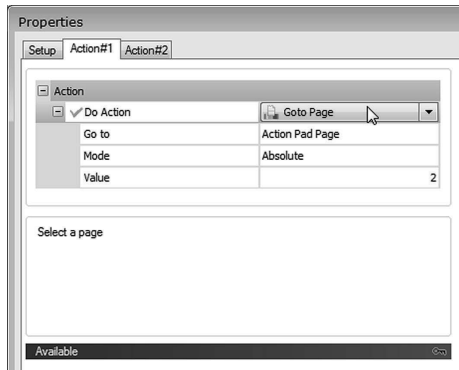 Properties
Setup Action#1 Action#2
Action
Do Action Goto Page
Go to Action Pad Page
Mode Absolute
Value 2
Select a page
Available